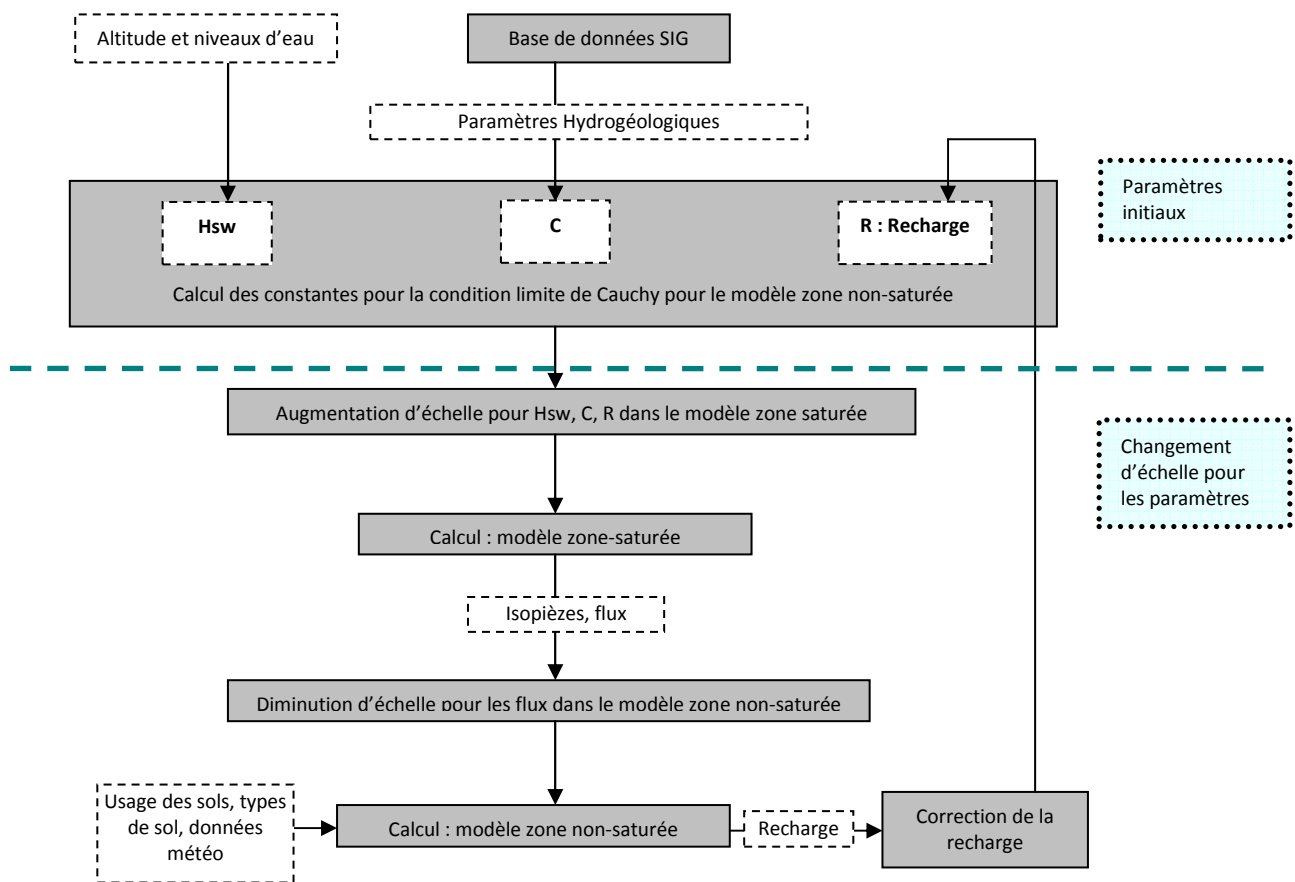 Altitude et niveaux d’eau
Base de données SIG
Paramètres Hydrogéologiques
Paramètres
initiaux
Hsw
C
R : Recharge
Calcul des constantes pour la condition limite de Cauchy pour le modèle zone non-saturée
Augmentation d’échelle pour Hsw, C, R dans le modèle zone saturée
Changement
d’échelle pour
les paramètres
Calcul : modèle zone-saturée
Isopièzes, flux
Diminution d’échelle pour les flux dans le modèle zone non-saturée
Usage des sols, types
de sol, données
météo
Calcul : modèle zone non-saturée
Recharge
Correction de la
recharge